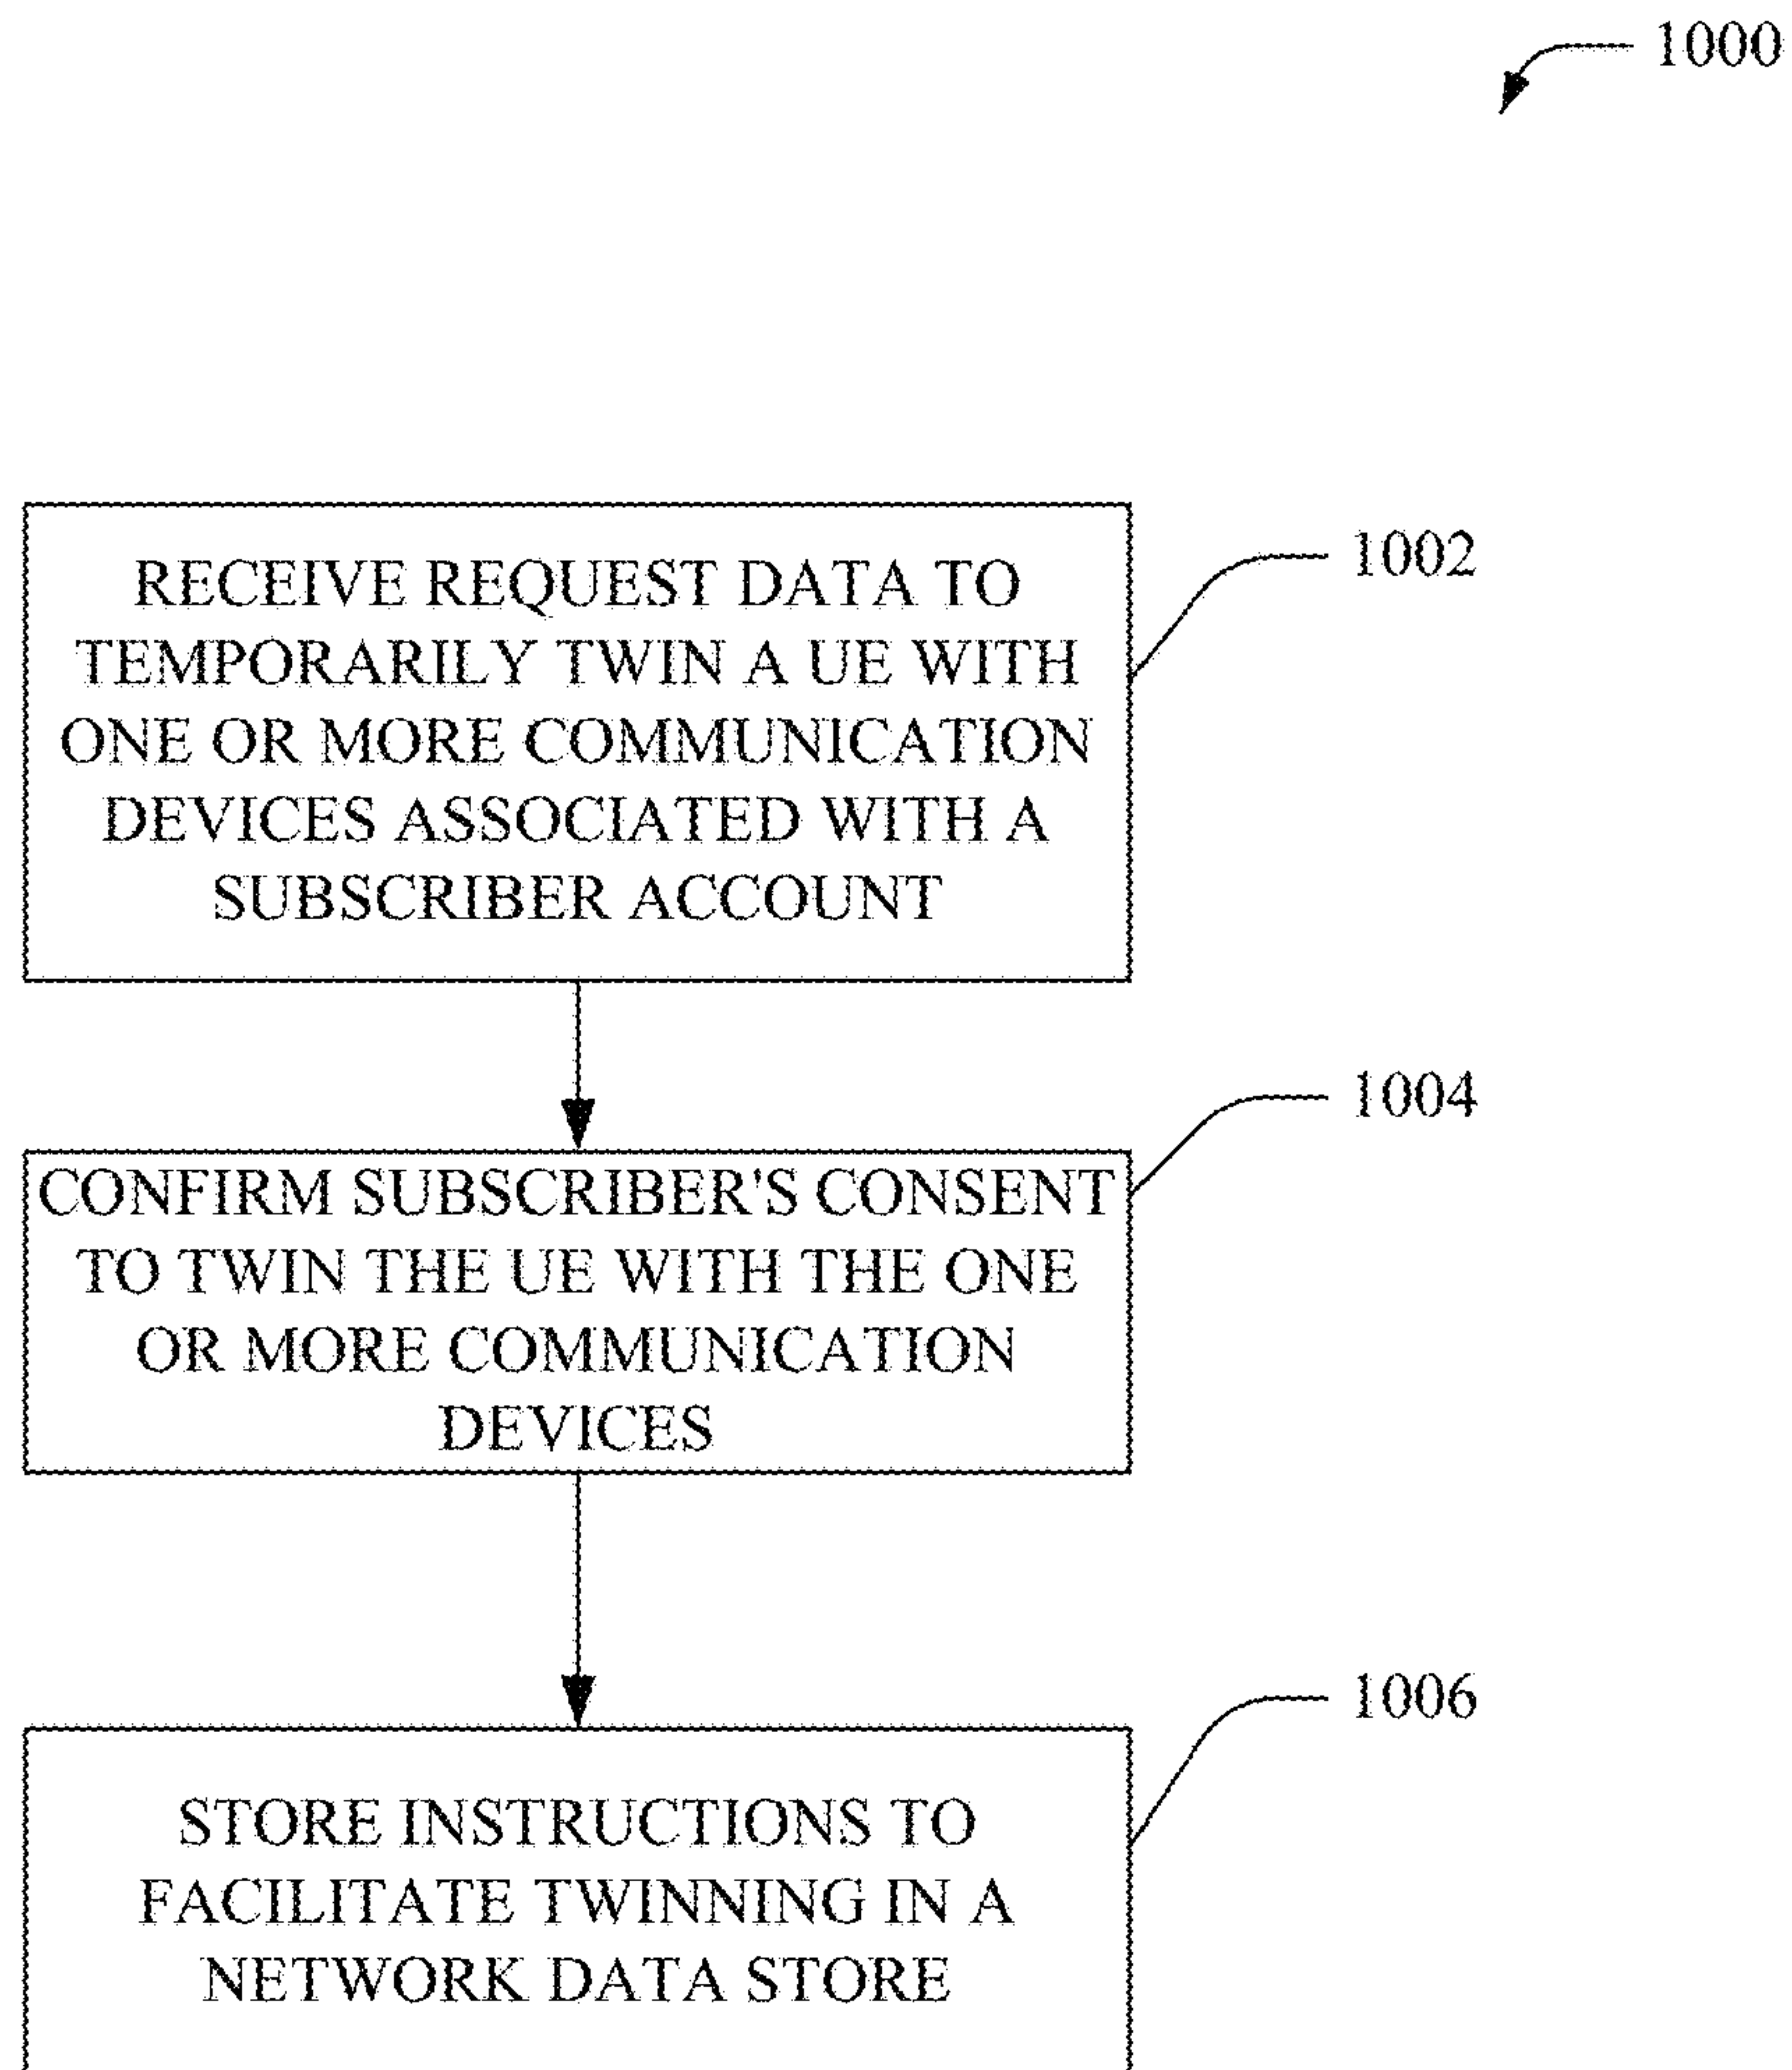 1000
RECEIVE REQUEST DATA TO
TEMPORARILY TWIN A UE WITH
ONE OR MORE COMMUNICATION
DEVICES ASSOCIATED WITH A
SUBSCRIBER ACCOUNT
1002
CONFIRM SUBSCRIBER'S CONSENT
TO TWIN THE UE WITH THE ONE
OR MORE COMMUNICATION
DEVICES
1004
STORE INSTRUCTIONS TO
FACILITATE TWINNING IN A
NETWORK DATA STORE
1006